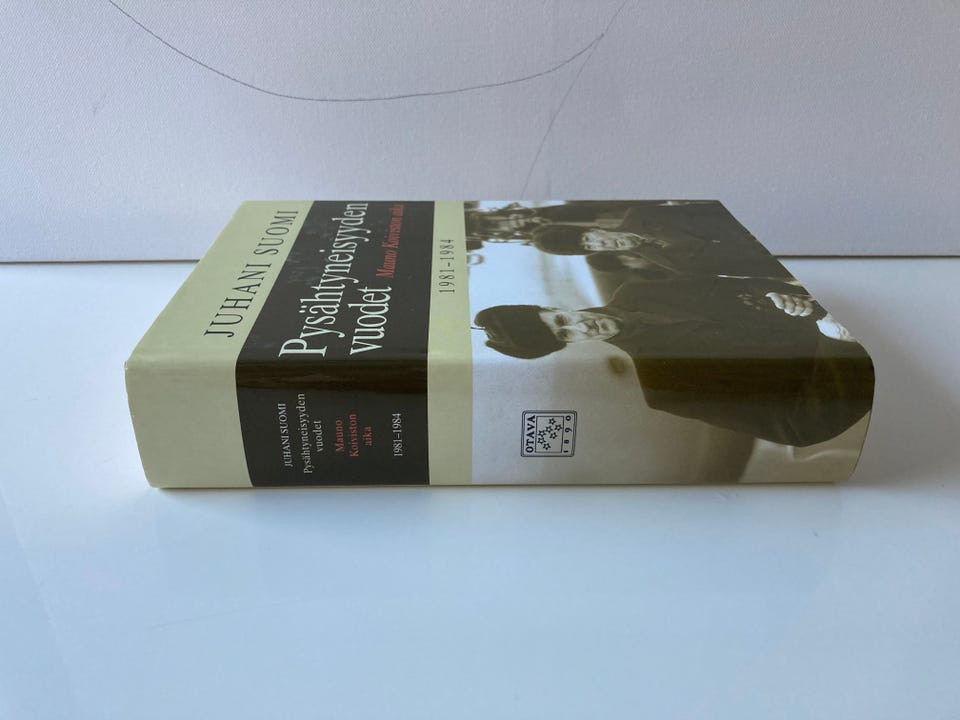 JUHANI SUOMI
Pysähtyneisyyden
vuodet Mauno Koiviston aika
1981–1984
JUHANI SUOMI
Pysähtyneisyyden
vuodet
Mauno
Koiviston
aika
1981–1984
OTAVA
1890